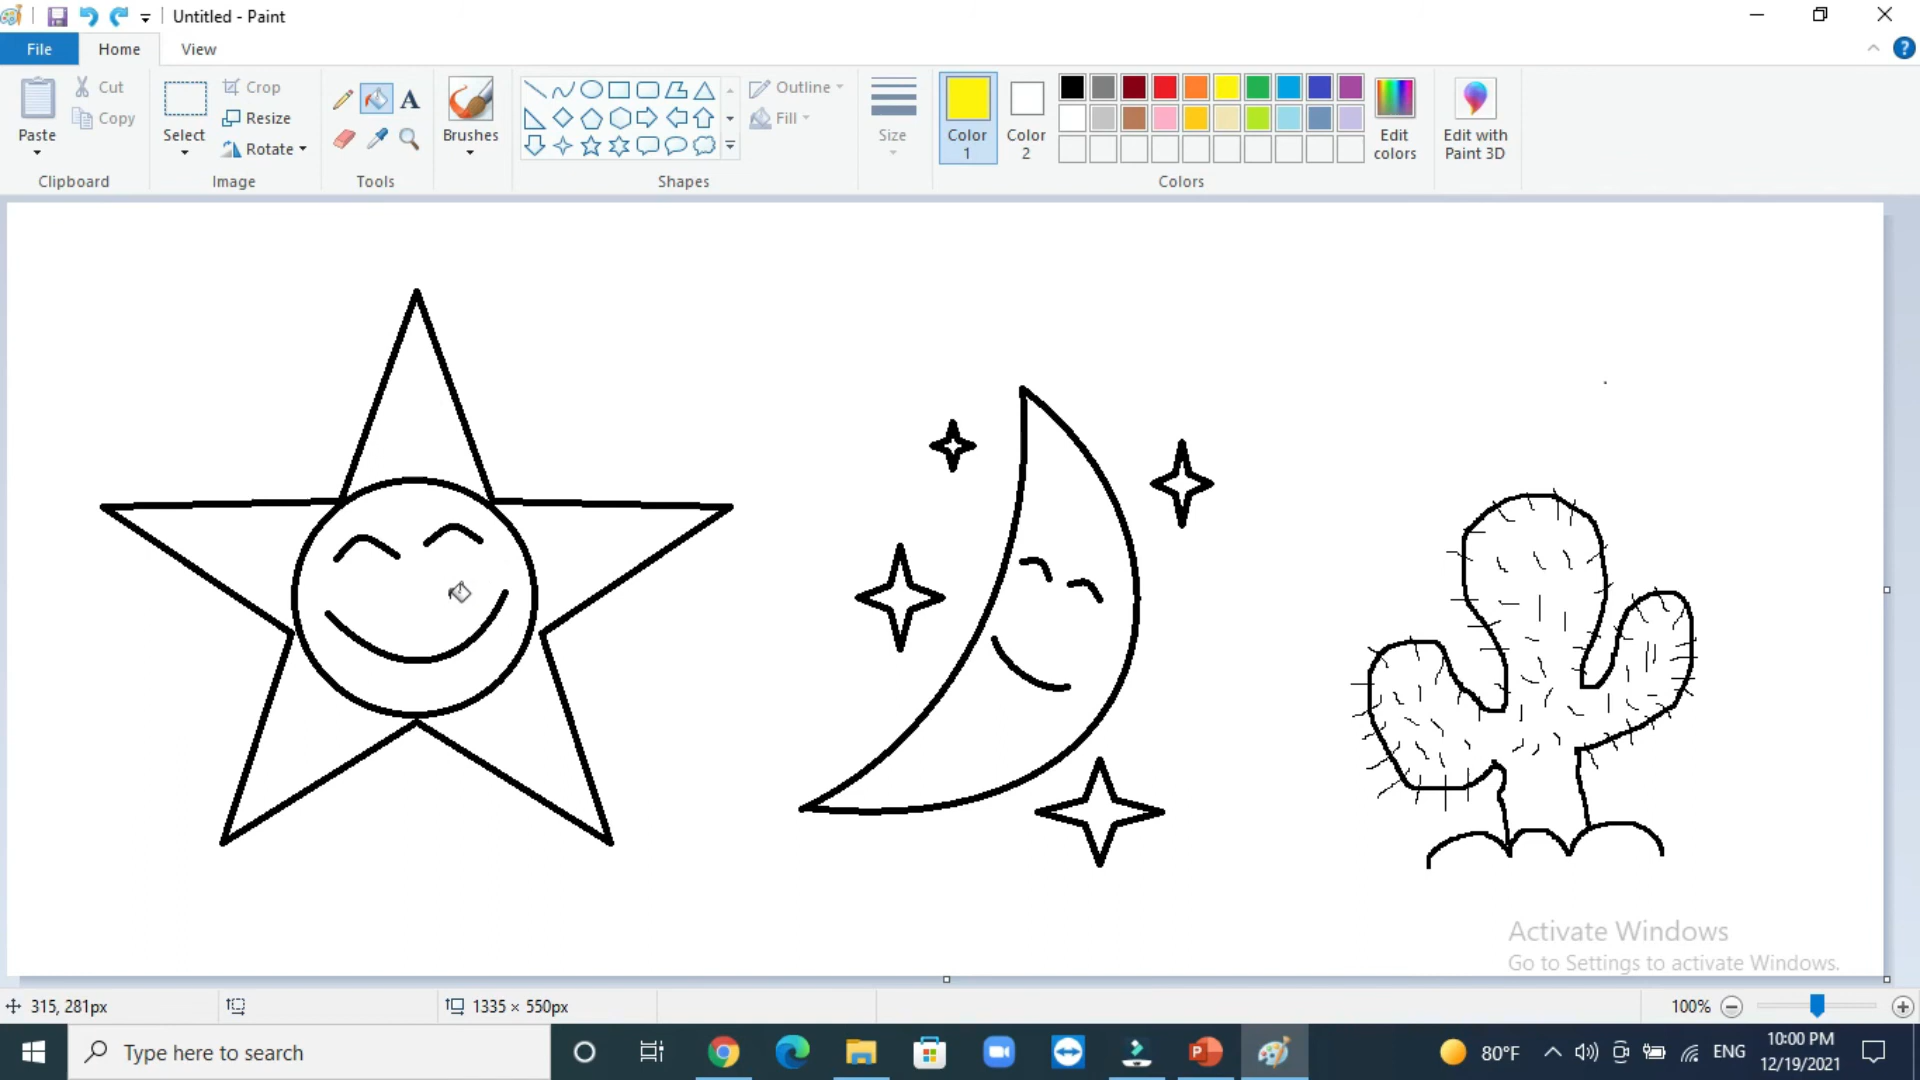 Untitled - Paint
File Home View
Paste
Cut
Copy
Clipboard
Select
Crop
Resize
Rotate
Image
A
Tools
Brushes
Shapes
Outline
Fill
Size
Color 1
Color 2
Edit colors
Colors
Edit with Paint 3D
?
Activate Windows
Go to Settings to activate Windows.
315, 281px
1335 × 550px
100%
Type here to search
P
80°F
ENG
10:00 PM
12/19/2021